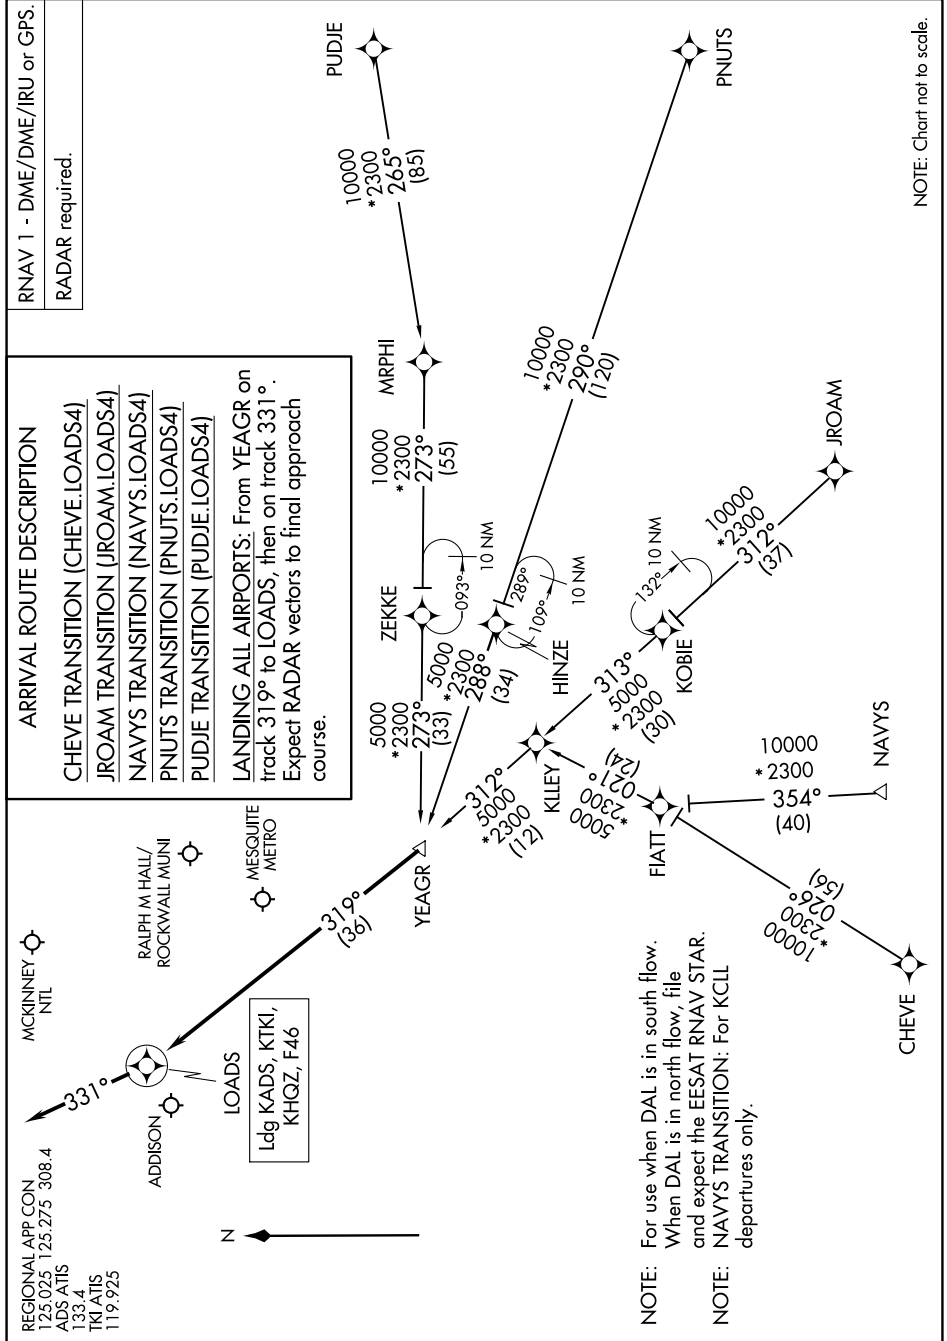 REGIONAL APP CON
125.025 125.275 308.4
ADS ATIS
133.4
TKI ATIS
119.925
RNAV 1 - DME/DME/IRU or GPS.
RADAR required.
ARRIVAL ROUTE DESCRIPTION
CHEVE TRANSITION (CHEVE.LOADS4)
JROAM TRANSITION (JROAM.LOADS4)
NAVYS TRANSITION (NAVYS.LOADS4)
PNUTS TRANSITION (PNUTS.LOADS4)
PUDJE TRANSITION (PUDJE.LOADS4)
LANDING ALL AIRPORTS: From YEAGR on
track 319° to LOADS, then on track 331°.
Expect RADAR vectors to final approach
course.
MCKINNEY
NTL
RALPH M HALL/
ROCKWALL MUNI
MESQUITE
METRO
331°
ADDISON
LOADS
Ldg KADS, KTKI,
KHQZ, F46
N
319°
(36)
YEAGR
5000
*2300
273°
(33)
ZEKKE
093°
10 NM
10000
*2300
273°
(55)
MRPHI
10000
*2300
265°
(85)
PUDJE
5000
*2300
288°
(34)
HINZE
289°
109°
10 NM
10000
*2300
290°
(120)
PNUTS
312°
5000
*2300
(12)
KLLEY
313°
5000
*2300
(30)
KOBIE
132°
10 NM
10000
*2300
312°
(37)
JROAM
5000
*2300
021°
(24)
FIATT
10000
*2300
354°
(40)
NAVYS
10000
*2300
026°
(56)
CHEVE
NOTE: For use when DAL is in south flow.
When DAL is in north flow, file
and expect the EESAT RNAV STAR.
NOTE: NAVYS TRANSITION: For KCLL
departures only.
NOTE: Chart not to scale.